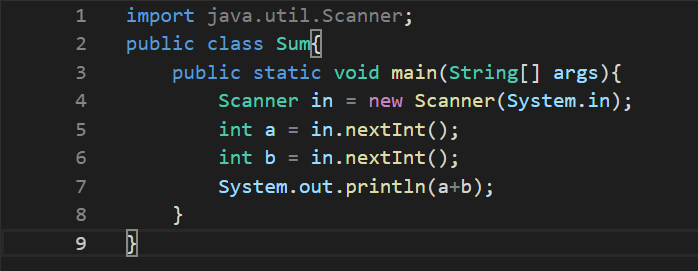 1 import java.util.Scanner;
2 public class Sum{
3     public static void main(String[] args){
4         Scanner in = new Scanner(System.in);
5         int a = in.nextInt();
6         int b = in.nextInt();
7         System.out.println(a+b);
8     }
9 }